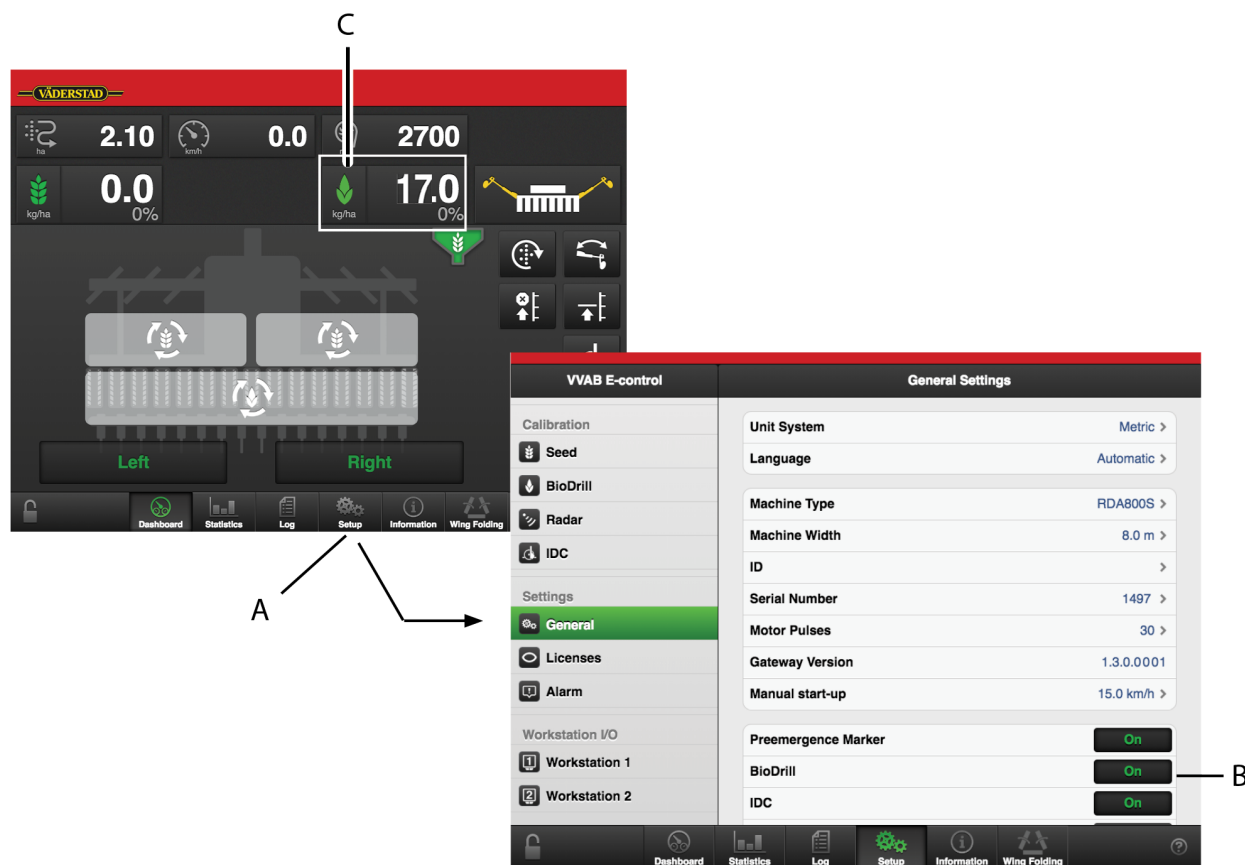 C
VÄDERSTAD
ha
2.10
km/h
0.0
2700
kg/ha
0.0
0%
kg/ha
17.0
0%
Left
Right
Dashboard
Statistics
Log
Setup
Information
Wing Folding
A
VVAB E-control
General Settings
Calibration
Seed
BioDrill
Radar
IDC
Settings
General
Licenses
Alarm
Workstation I/O
1 Workstation 1
2 Workstation 2
Unit System Metric >
Language Automatic >
Machine Type RDA800S >
Machine Width 8.0 m >
ID >
Serial Number 1497 >
Motor Pulses 30 >
Gateway Version 1.3.0.0001
Manual start-up 15.0 km/h >
Preemergence Marker On
BioDrill On
B
IDC On
Dashboard
Statistics
Log
Setup
Information
Wing Folding
?